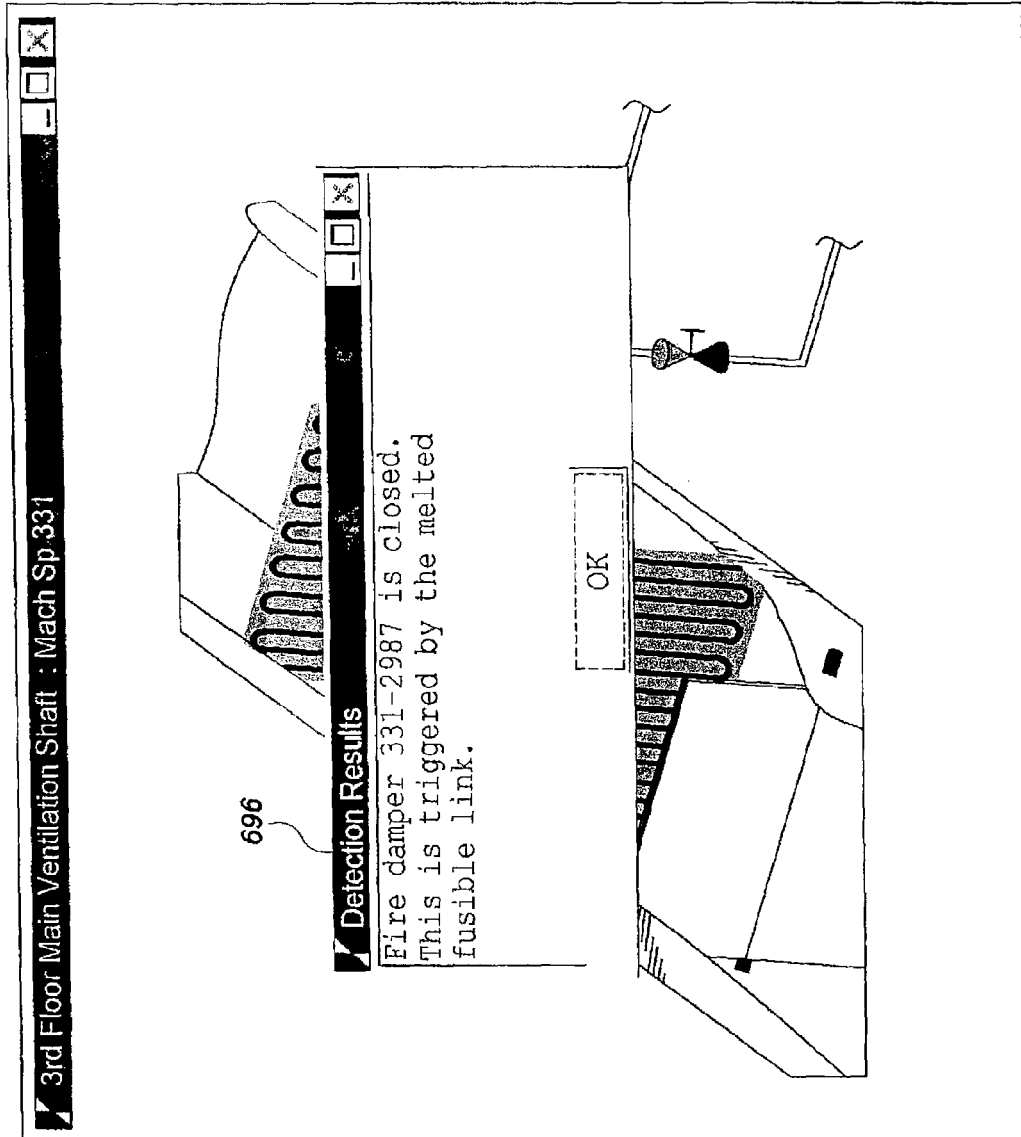 3rd Floor Main Ventilation Shaft : Mach Sp 331
696
Detection Results
Fire damper 331-2987 is closed.
This is triggered by the melted
fusible link.
OK